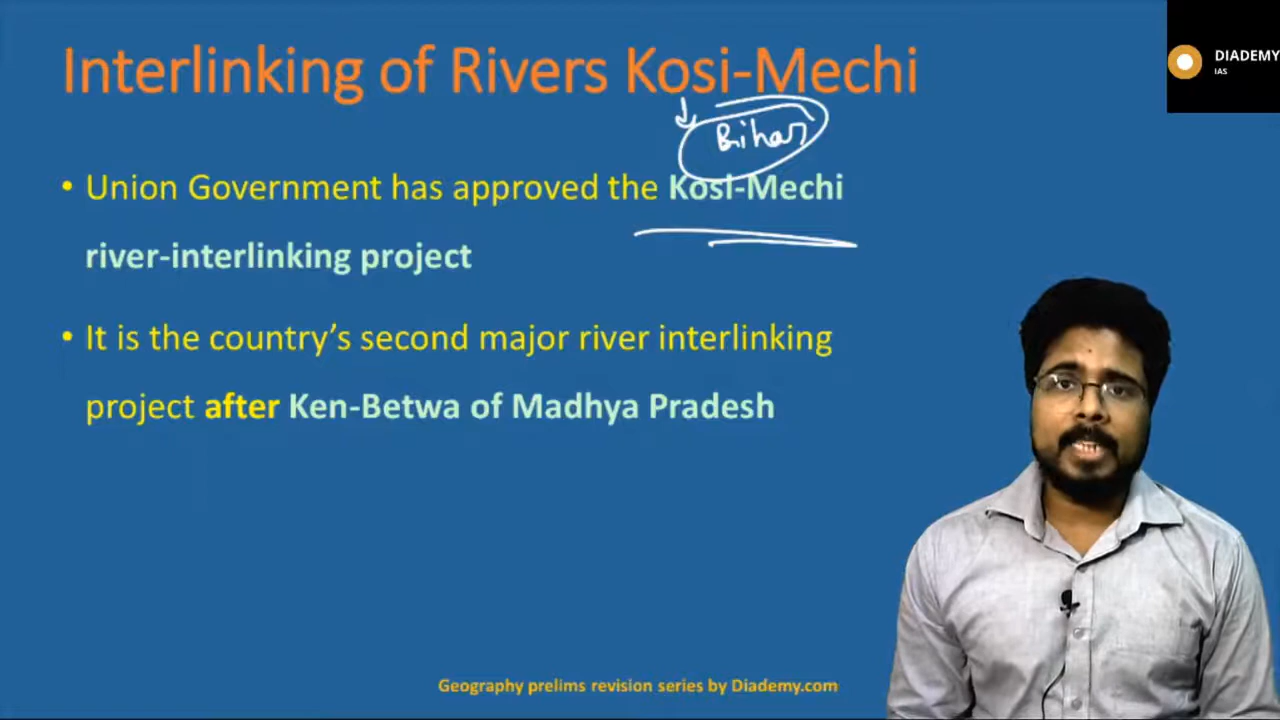 Interlinking of Rivers Kosi-Mechi
DIADEMY
IAS
Bihar
• Union Government has approved the Kosi-Mechi
river-interlinking project
• It is the country’s second major river interlinking
project after Ken-Betwa of Madhya Pradesh
Geography prelims revision series by Diademy.com